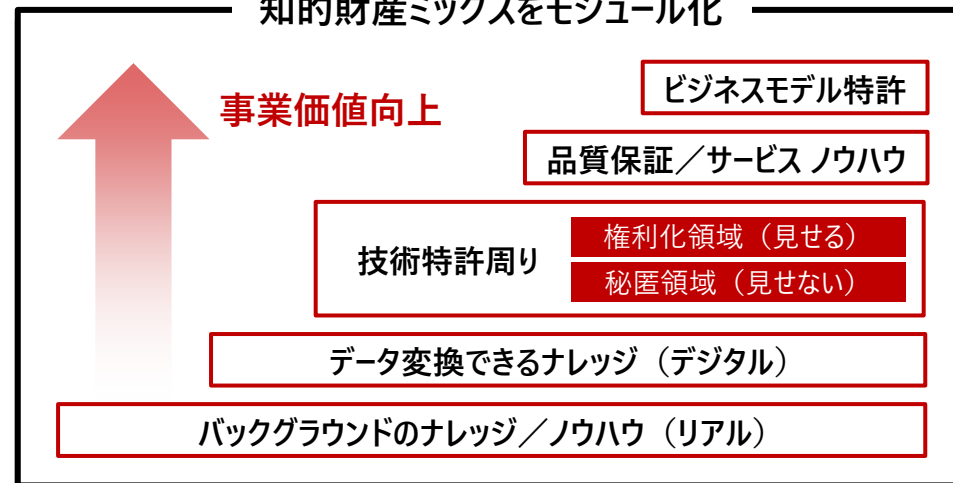 知的財産ミックスをモジュール化
事業価値向上
ビジネスモデル特許
品質保証／サービス ノウハウ
技術特許周り
権利化領域（見せる）
秘匿領域（見せない）
データ変換できるナレッジ（デジタル）
バックグラウンドのナレッジ／ノウハウ（リアル）